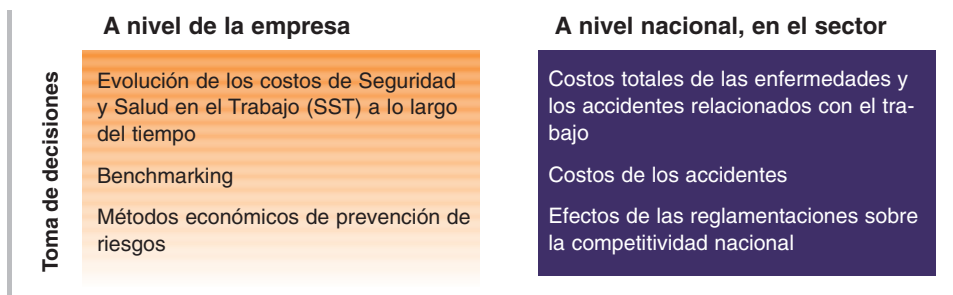 A nivel de la empresa
A nivel nacional, en el sector
Toma de decisiones
Evolución de los costos de Seguridad
y Salud en el Trabajo (SST) a lo largo
del tiempo
Benchmarking
Métodos económicos de prevención de
riesgos
Costos totales de las enfermedades y
los accidentes relacionados con el tra-
bajo
Costos de los accidentes
Efectos de las reglamentaciones sobre
la competitividad nacional